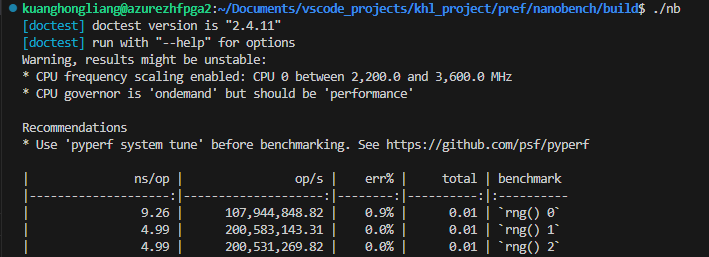 kuanghongliang@azurezhfpga2:~/Documents/vscode_projects/khl_project/pref/nanobench/build$ ./nb
[doctest] doctest version is "2.4.11"
[doctest] run with "--help" for options
Warning, results might be unstable:
* CPU frequency scaling enabled: CPU 0 between 2,200.0 and 3,600.0 MHz
* CPU governor is 'ondemand' but should be 'performance'

Recommendations
* Use 'pyperf system tune' before benchmarking. See https://github.com/psf/pyperf

|               ns/op |                op/s |    err% |     total | benchmark
|--------------------:|--------------------:|--------:|----------:|:----------
|                9.26 |      107,944,848.82 |    0.9% |      0.01 | `rng() 0`
|                4.99 |      200,583,143.31 |    0.0% |      0.01 | `rng() 1`
|                4.99 |      200,531,269.82 |    0.0% |      0.01 | `rng() 2`